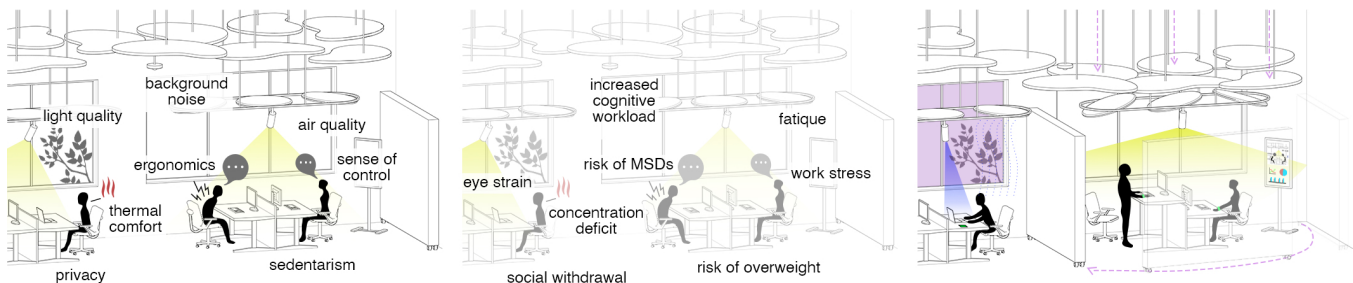 background
noise
light quality
air quality
ergonomics
sense of
control
thermal
comfort
sedentarism
privacy
increased
cognitive
workload
fatique
risk of MSDs
work stress
eye strain
concentration
deficit
risk of overweight
social withdrawal